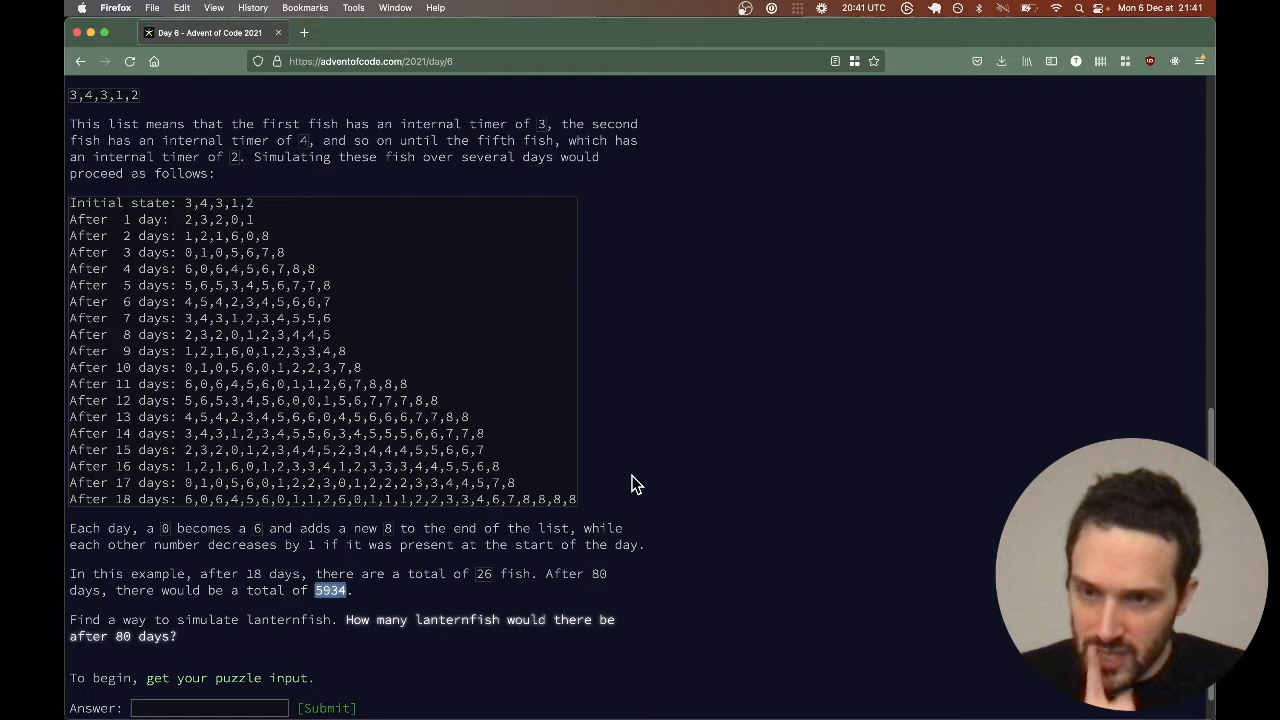 Firefox File Edit View History Bookmarks Tools Window Help 20:41 UTC Mon 6 Dec at 21:41
Day 6 - Advent of Code 2021
https://adventofcode.com/2021/day/6
3,4,3,1,2
This list means that the first fish has an internal timer of 3, the second
fish has an internal timer of 4, and so on until the fifth fish, which has
an internal timer of 2. Simulating these fish over several days would
proceed as follows:
Initial state: 3,4,3,1,2
After  1 day:  2,3,2,0,1
After  2 days: 1,2,1,6,0,8
After  3 days: 0,1,0,5,6,7,8
After  4 days: 6,0,6,4,5,6,7,8,8
After  5 days: 5,6,5,3,4,5,6,7,7,8
After  6 days: 4,5,4,2,3,4,5,6,6,7
After  7 days: 3,4,3,1,2,3,4,5,5,6
After  8 days: 2,3,2,0,1,2,3,4,4,5
After  9 days: 1,2,1,6,0,1,2,3,3,4,8
After 10 days: 0,1,0,5,6,0,1,2,2,3,7,8
After 11 days: 6,0,6,4,5,6,0,1,1,2,6,7,8,8,8
After 12 days: 5,6,5,3,4,5,6,0,0,1,5,6,7,7,7,8,8
After 13 days: 4,5,4,2,3,4,5,6,6,0,4,5,6,6,6,7,7,8,8
After 14 days: 3,4,3,1,2,3,4,5,5,6,3,4,5,5,5,6,6,7,7,8
After 15 days: 2,3,2,0,1,2,3,4,4,5,2,3,4,4,4,5,5,6,6,7
After 16 days: 1,2,1,6,0,1,2,3,3,4,1,2,3,3,3,4,4,5,5,6,8
After 17 days: 0,1,0,5,6,0,1,2,2,3,0,1,2,2,2,3,3,4,4,5,7,8
After 18 days: 6,0,6,4,5,6,0,1,1,2,6,0,1,1,1,2,2,3,3,4,6,7,8,8,8,8
Each day, a 0 becomes a 6 and adds a new 8 to the end of the list, while
each other number decreases by 1 if it was present at the start of the day.
In this example, after 18 days, there are a total of 26 fish. After 80
days, there would be a total of 5934.
Find a way to simulate lanternfish. How many lanternfish would there be
after 80 days?
To begin, get your puzzle input.
Answer: [Submit]